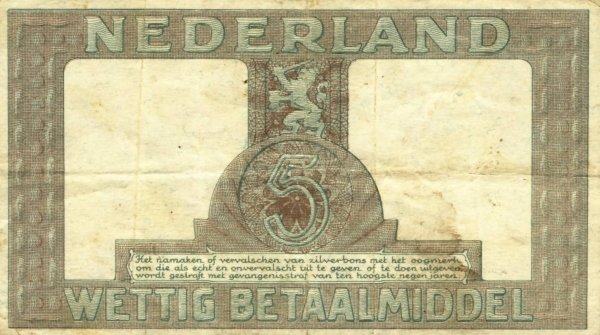 NEDERLAND
5
Het namaken of vervalschen van zilverbons met het oogmerk
om die als echt en onvervalscht uit te geven of te doen uitgeven,
wordt gestraft met gevangenisstraf van ten hoogste negen jaren.
WETTIG BETAALMIDDEL